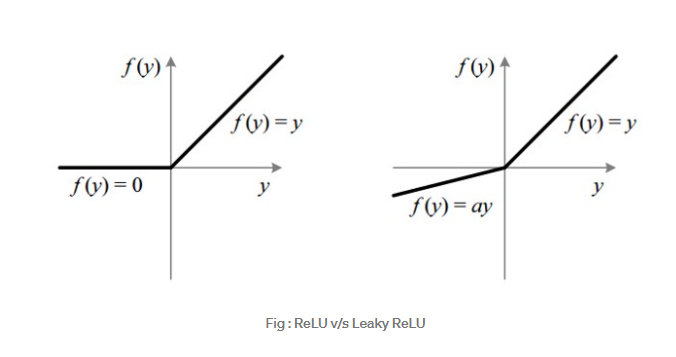 f(y)
f(y) = y
f(y) = 0
y
f(y)
f(y) = y
f(y) = ay
y
Fig : ReLU v/s Leaky ReLU